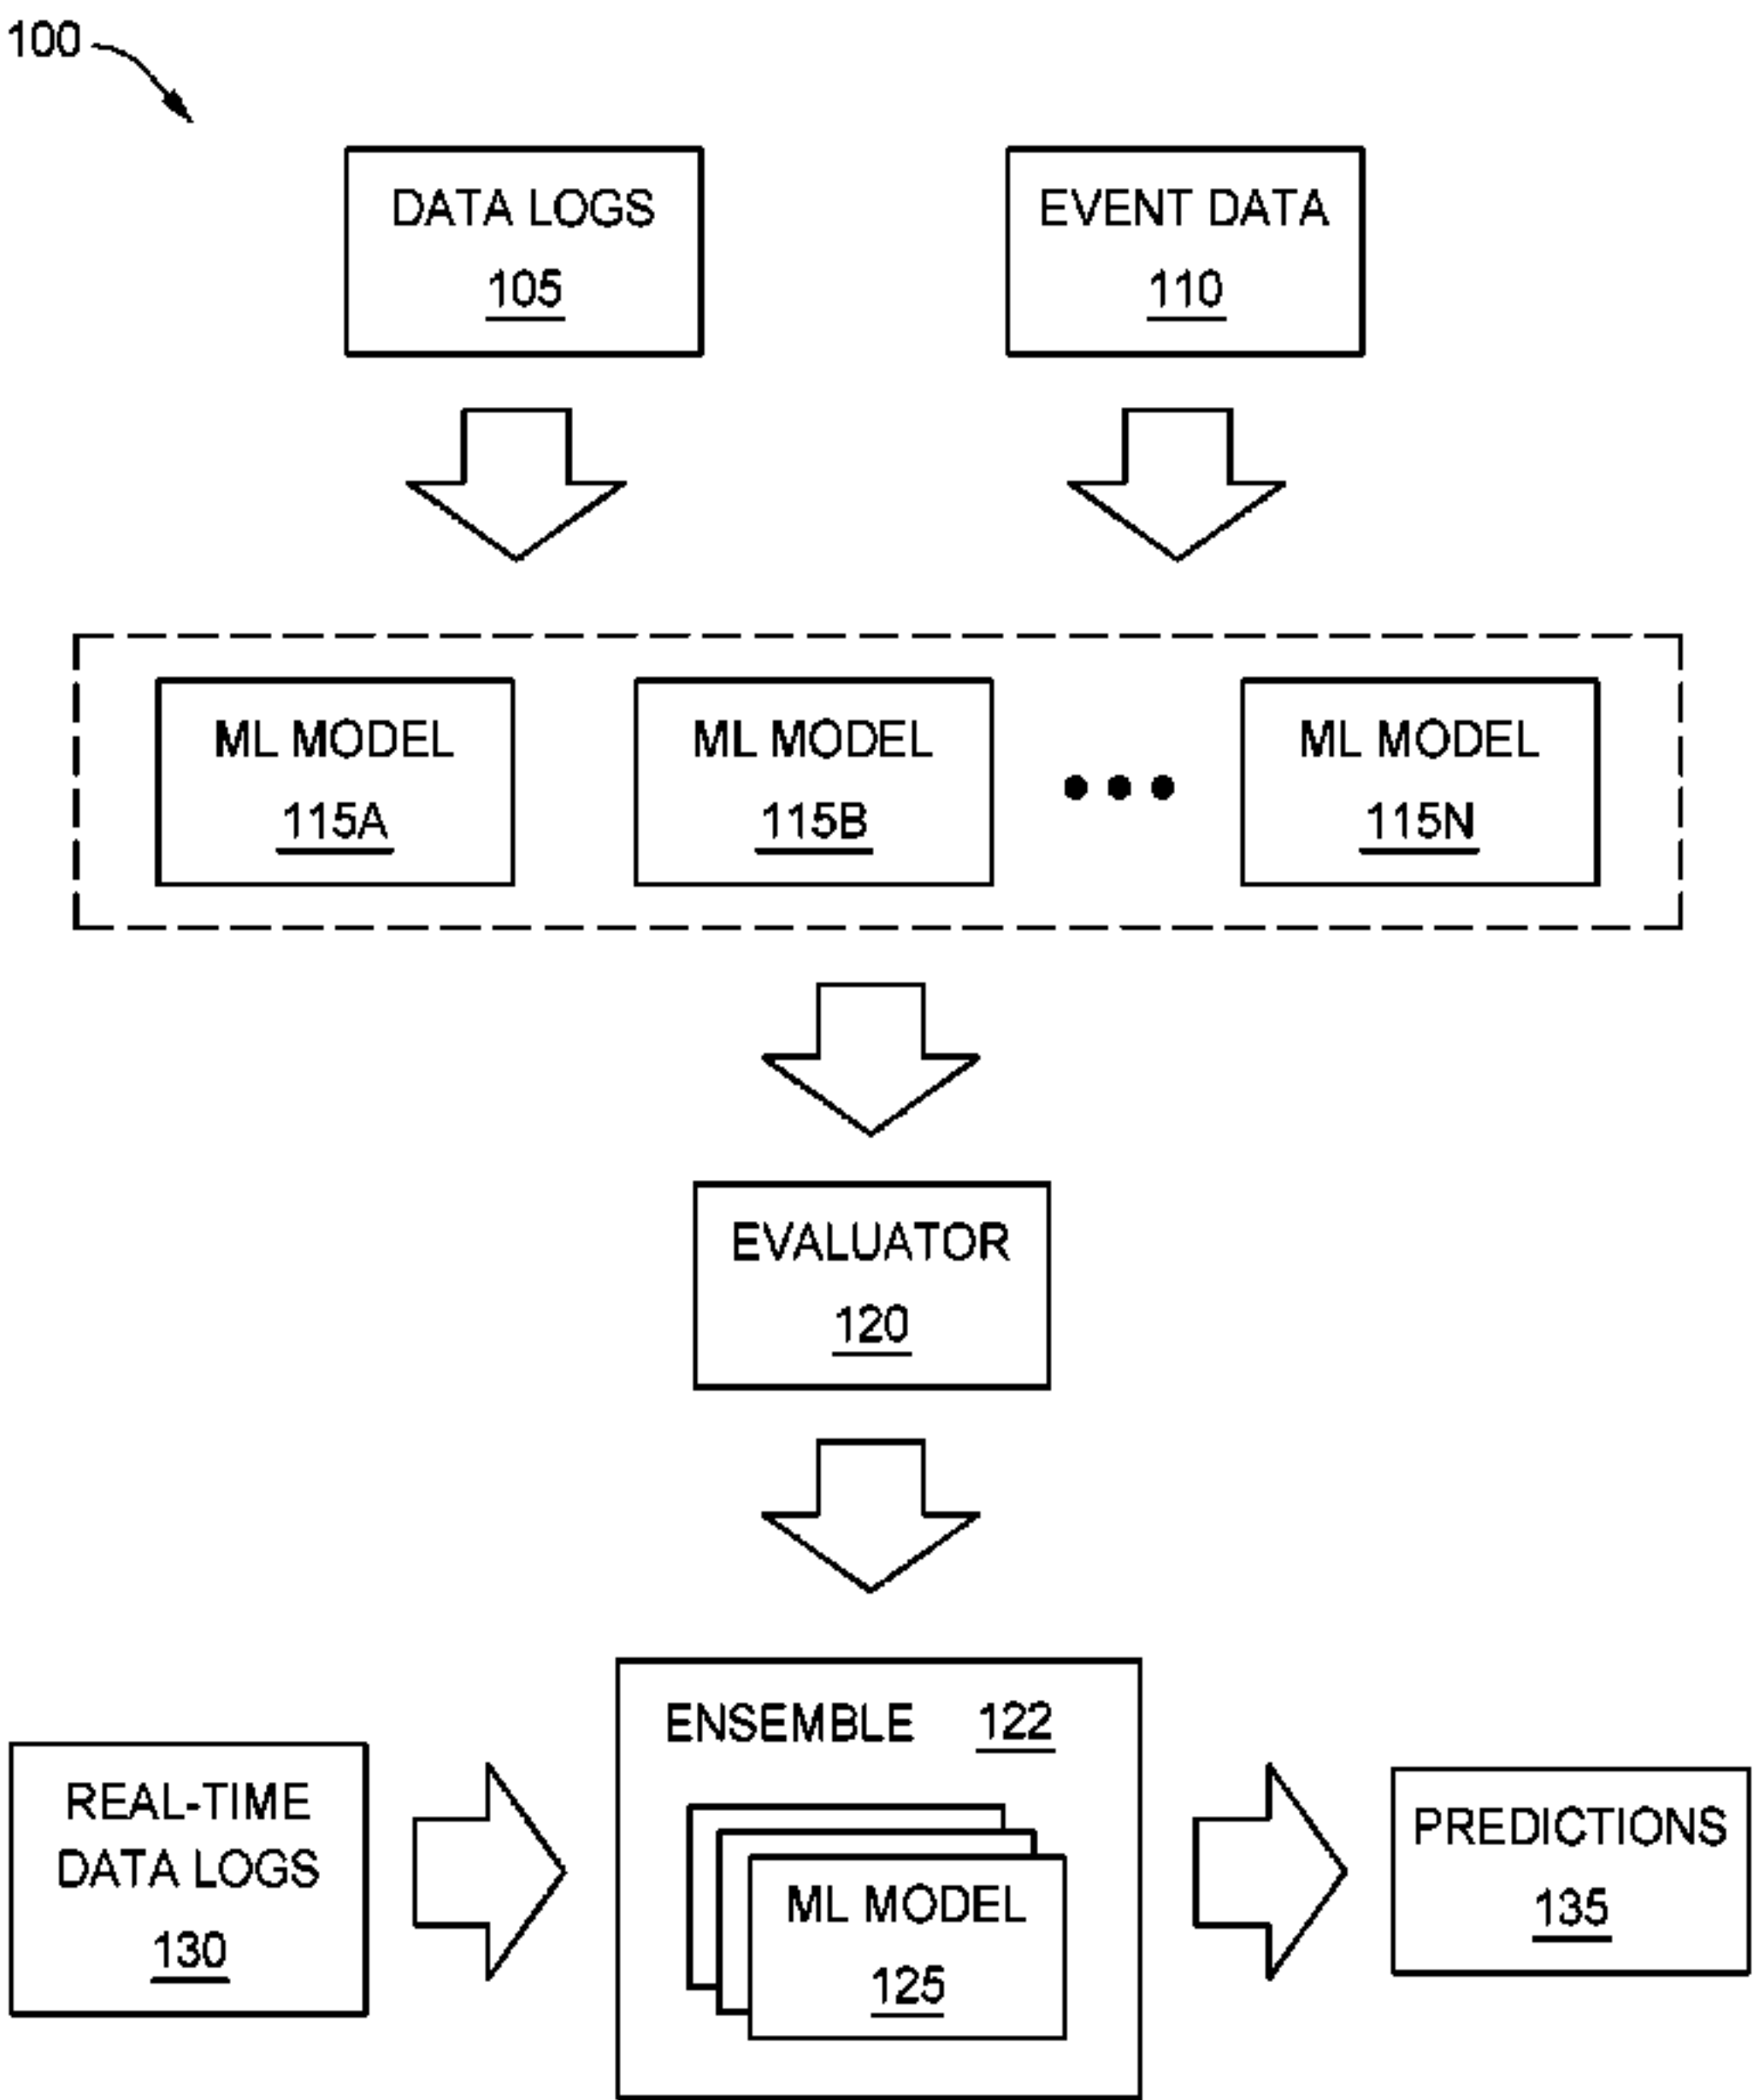 100
DATA LOGS
105
EVENT DATA
110
ML MODEL
115A
ML MODEL
115B
ML MODEL
115N
EVALUATOR
120
ENSEMBLE 122
REAL-TIME
DATA LOGS
130
ML MODEL
125
PREDICTIONS
135